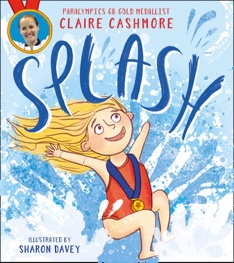 PARALYMPICS GB GOLD MEDALLIST
CLAIRE CASHMORE
SPLASH
ILLUSTRATED BY
SHARON DAVEY